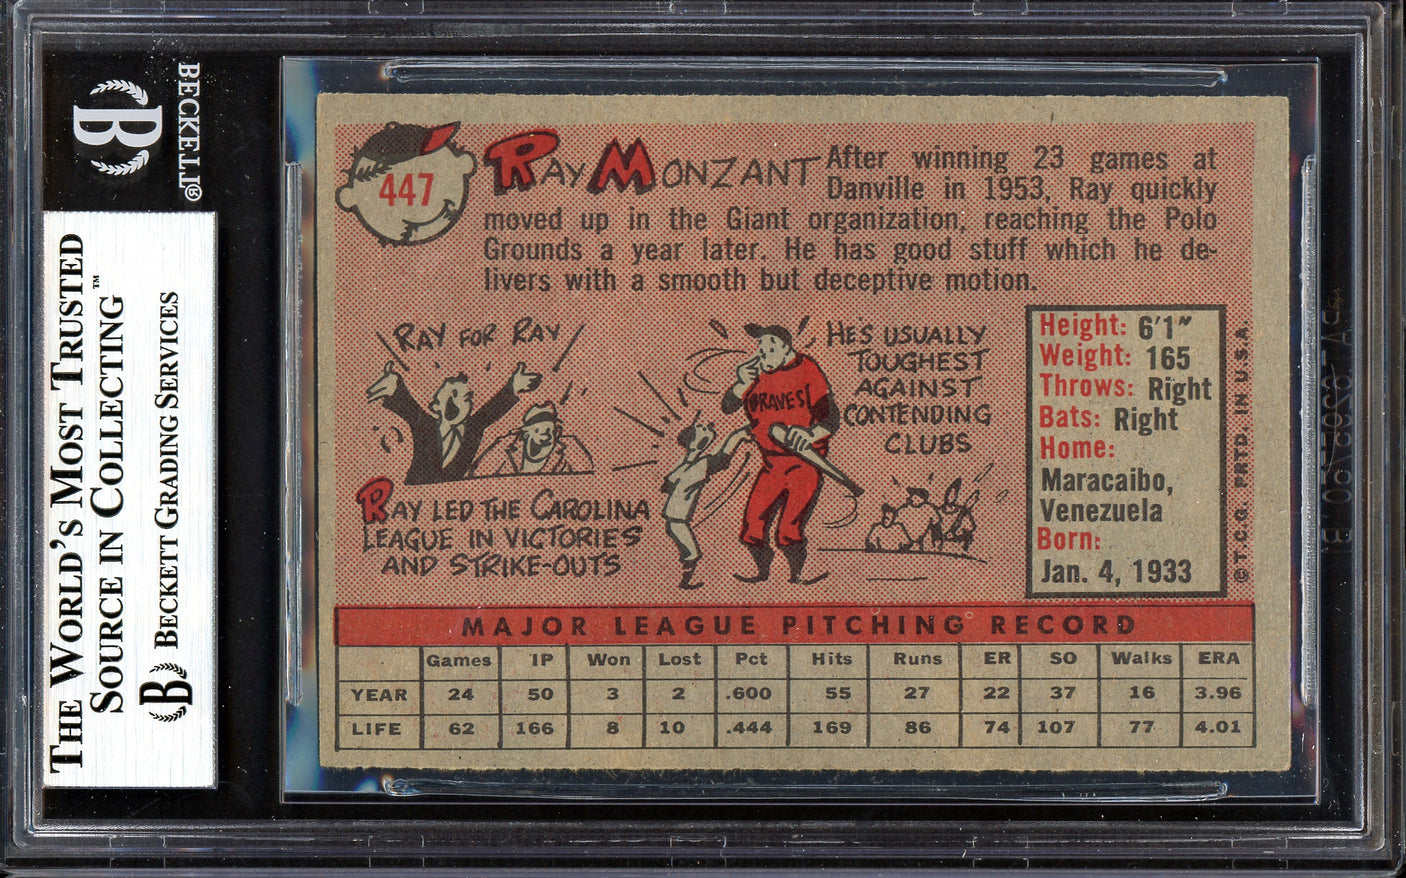 BECKETT®
B
THE WORLD'S MOST TRUSTED
SOURCE IN COLLECTING™
B BECKETT GRADING SERVICES
447
RAY MONZANT
After winning 23 games at
Danville in 1953, Ray quickly
moved up in the Giant organization, reaching the Polo
Grounds a year later. He has good stuff which he de-
livers with a smooth but deceptive motion.
RAY FOR RAY
RAY LED THE CAROLINA
LEAGUE IN VICTORIES
AND STRIKE-OUTS
BRAVES
HES USUALLY
TOUGHEST
AGAINST
CONTENDING
CLUBS
Height: 6'1"
Weight: 165
Throws: Right
Bats: Right
Home:
Maracaibo,
Venezuela
Born:
Jan. 4, 1933
©T.C.G. PRTD. IN U.S.A.
MAJOR LEAGUE PITCHING RECORD
Games IP Won Lost Pct Hits Runs ER SO Walks ERA
YEAR 24 50 3 2 .600 55 27 22 37 16 3.96
LIFE 62 166 8 10 .444 169 86 74 107 77 4.01